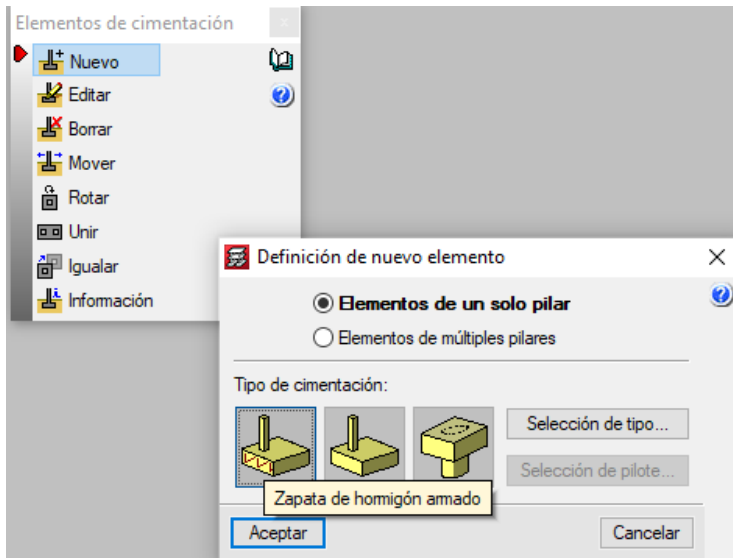 Elementos de cimentación
x
Nuevo
Editar
?
Borrar
Mover
Rotar
Unir
Igualar
Información
Definición de nuevo elemento
Elementos de un solo pilar
?
Elementos de múltiples pilares
Tipo de cimentación:
Selección de tipo...
Selección de pilote...
Zapata de hormigón armado
Aceptar
Cancelar